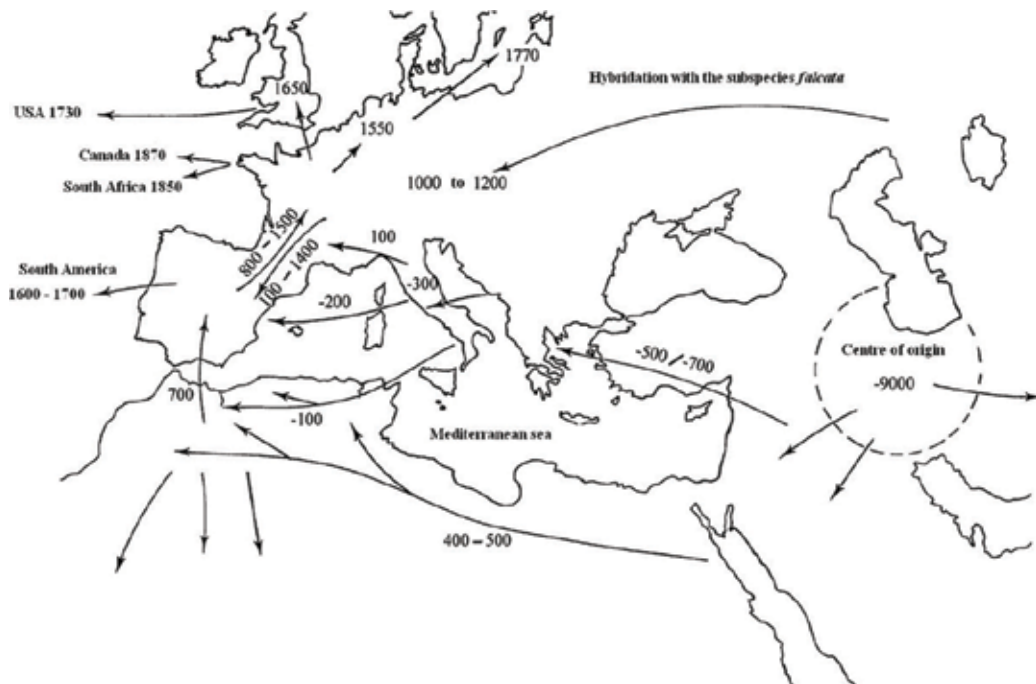 1770
Hybridation with the subspecies falcata
1650
USA 1730
1550
Canada 1870
South Africa 1850
1000 to 1200
800 – 1500
100 – 1400
100
South America
1600 - 1700
-300
-200
-500 / -700
Centre of origin
-9000
700
-100
Mediterranean sea
400 – 500